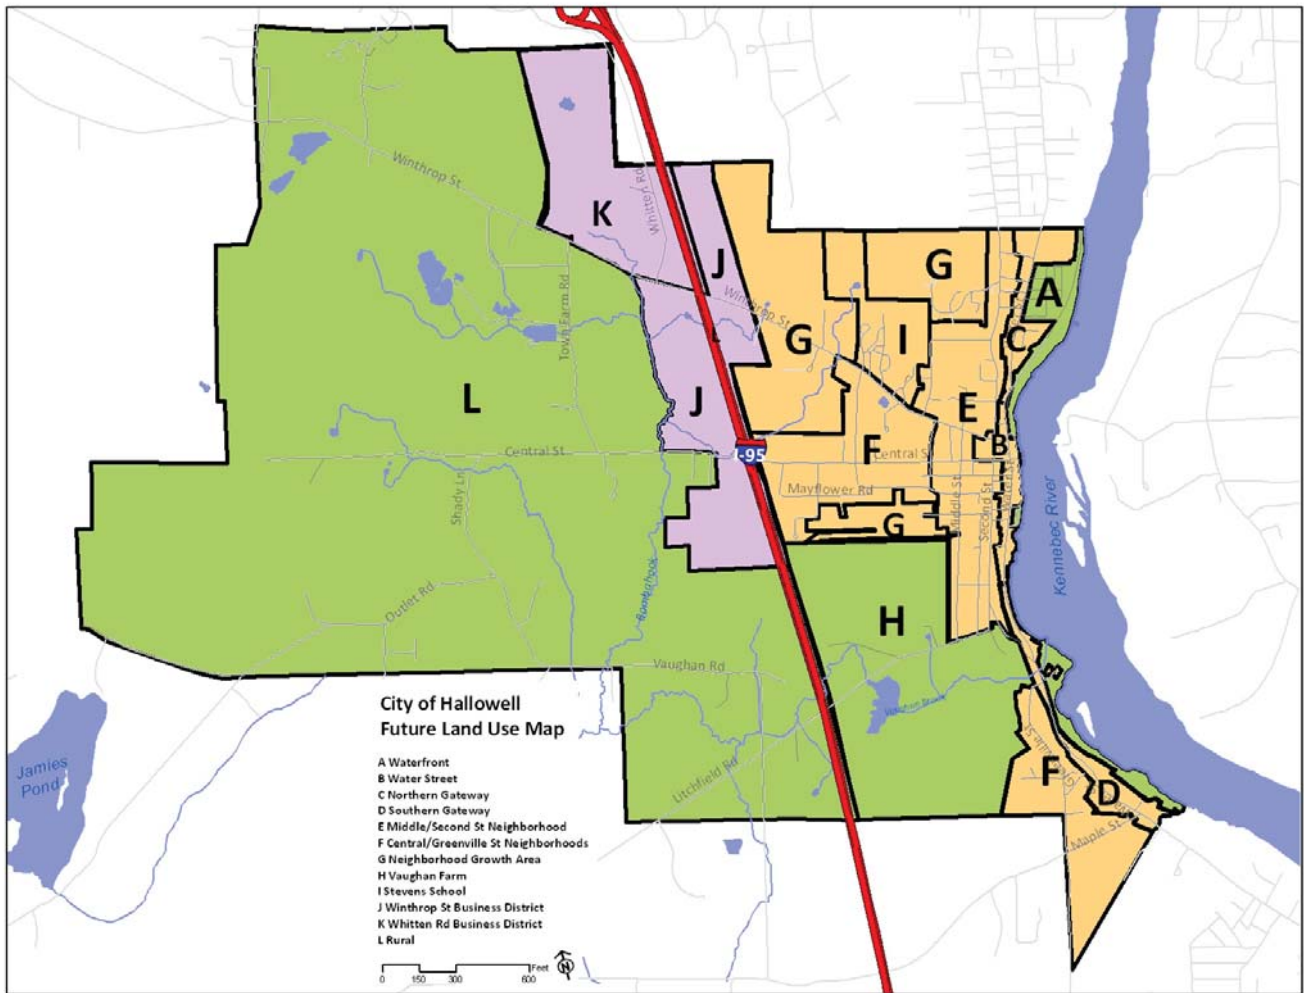 Winthrop St
Whitten Rd
K
J
G
A
Winthrop St
Town Farm Rd
G
I
C
L
J
E
B
F
Central St
I-95
Central S
Shady Ln
Mayflower Rd
Middle St
Second St
G
Kennebec River
Outlet Rd
H
Vaughan Rd
Litchfield Rd
F
D
Maple St
Jamies
Pond
City of Hallowell
Future Land Use Map
A Waterfront
B Water Street
C Northern Gateway
D Southern Gateway
E Middle/Second St Neighborhood
F Central/Greenville St Neighborhoods
G Neighborhood Growth Area
H Vaughan Farm
I Stevens School
J Winthrop St Business District
K Whitten Rd Business District
L Rural
Feet
0 150 300 600
N